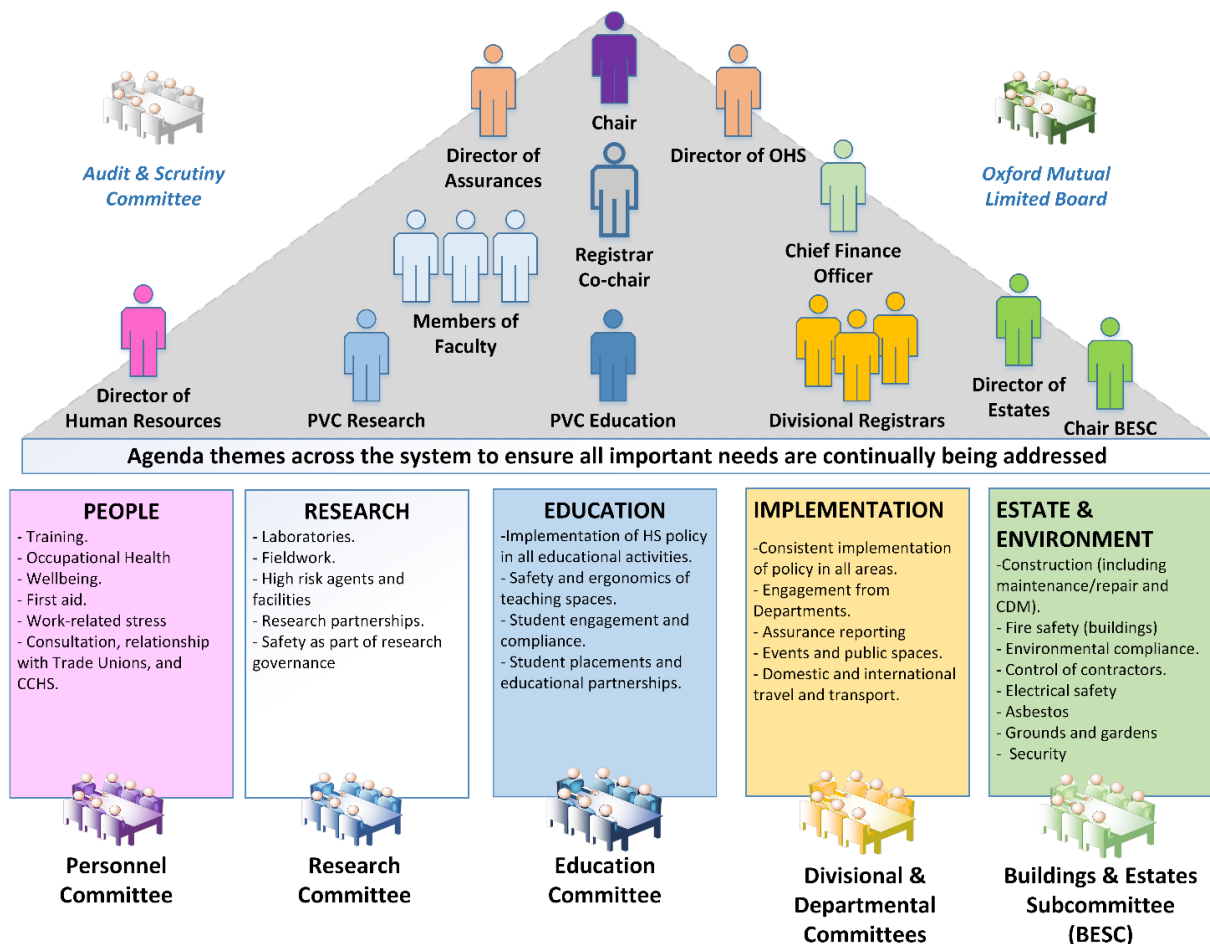 Chair
Director of
Assurances
Director of OHS
Audit & Scrutiny
Committee
Oxford Mutual
Limited Board
Registrar
Co-chair
Chief Finance
Officer
Members of
Faculty
Director of
Human Resources
PVC Research
PVC Education
Divisional Registrars
Director of
Estates
Chair BESC
Agenda themes across the system to ensure all important needs are continually being addressed
PEOPLE
- Training.
- Occupational Health
- Wellbeing.
- First aid.
- Work-related stress
- Consultation, relationship
with Trade Unions, and
CCHS.
Personnel
Committee
RESEARCH
- Laboratories.
- Fieldwork.
- High risk agents and
facilities
- Research partnerships.
- Safety as part of research
governance
Research
Committee
EDUCATION
-Implementation of HS policy
in all educational activities.
- Safety and ergonomics of
teaching spaces.
- Student engagement and
compliance.
- Student placements and
educational partnerships.
Education
Committee
IMPLEMENTATION
-Consistent implementation
of policy in all areas.
- Engagement from
Departments.
- Assurance reporting
- Events and public spaces.
- Domestic and international
travel and transport.
Divisional &
Departmental
Committees
ESTATE &
ENVIRONMENT
-Construction (including
maintenance/repair and
CDM).
- Fire safety (buildings)
- Environmental compliance.
- Control of contractors.
- Electrical safety
- Asbestos
- Grounds and gardens
- Security
Buildings & Estates
Subcommittee
(BESC)